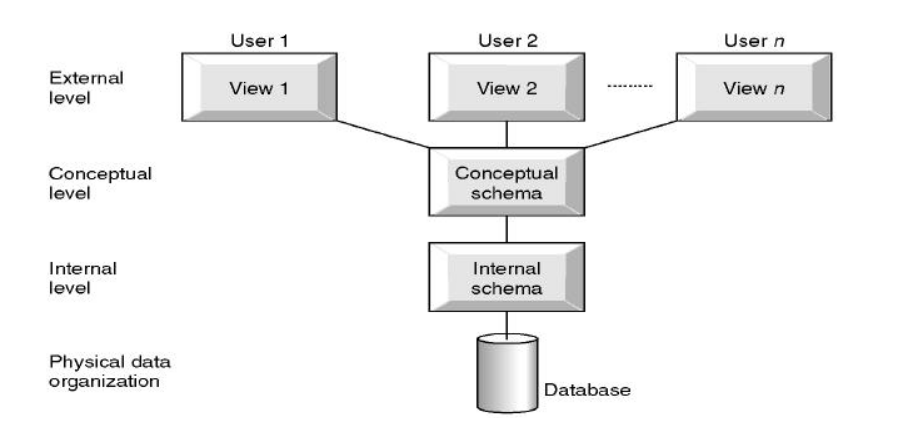 User 1
User 2
User n
External
level
View 1
View 2
View n
Conceptual
level
Conceptual
schema
Internal
level
Internal
schema
Physical data
organization
Database